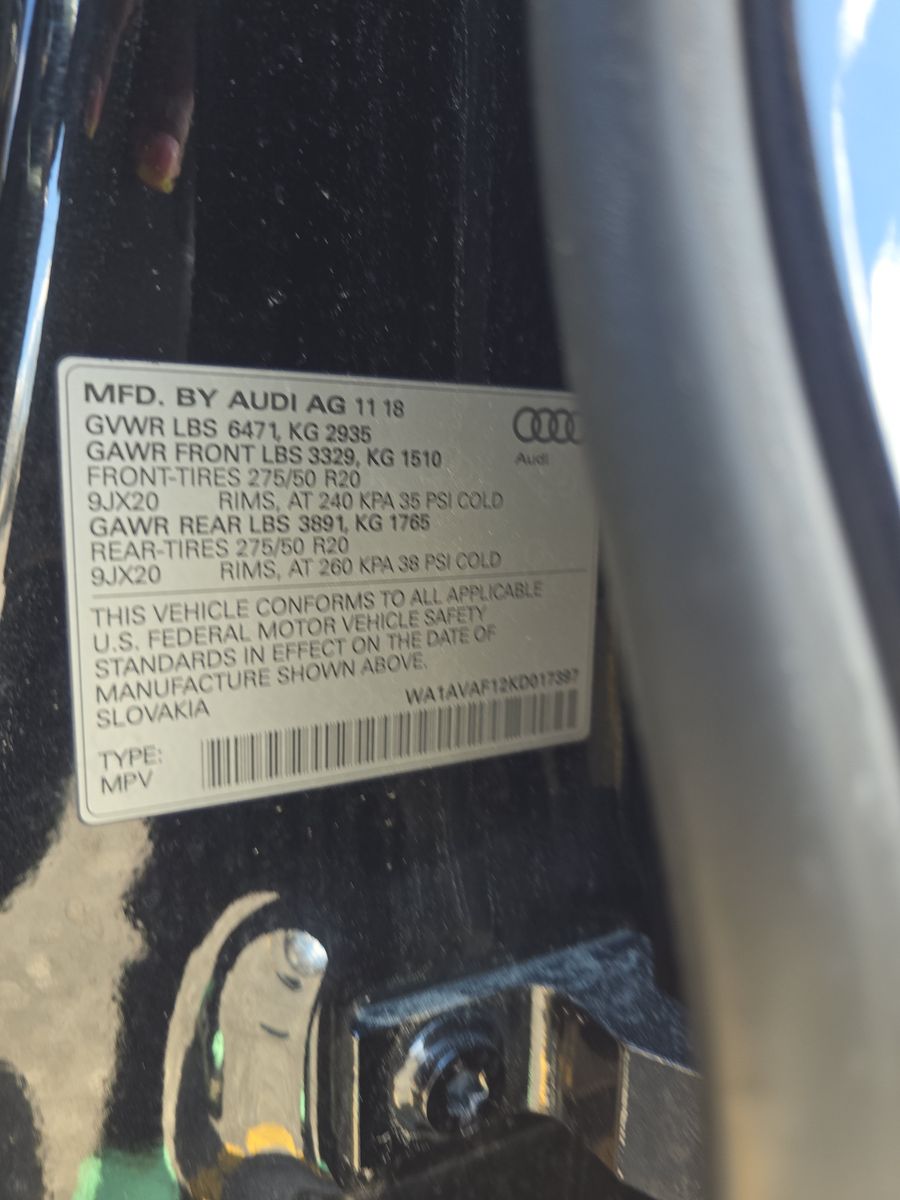 MFD. BY AUDI AG 11 18
GVWR LBS 6471, KG 2935
GAWR FRONT LBS 3329, KG 1510
Audi
FRONT-TIRES 275/50 R20
9JX20 RIMS, AT 240 KPA 35 PSI COLD
GAWR REAR LBS 3891, KG 1765
REAR-TIRES 275/50 R20
9JX20 RIMS, AT 260 KPA 38 PSI COLD
THIS VEHICLE CONFORMS TO ALL APPLICABLE
U.S. FEDERAL MOTOR VEHICLE SAFETY
STANDARDS IN EFFECT ON THE DATE OF
MANUFACTURE SHOWN ABOVE.
SLOVAKIA WA1AVAF12KD017397
TYPE:
MPV